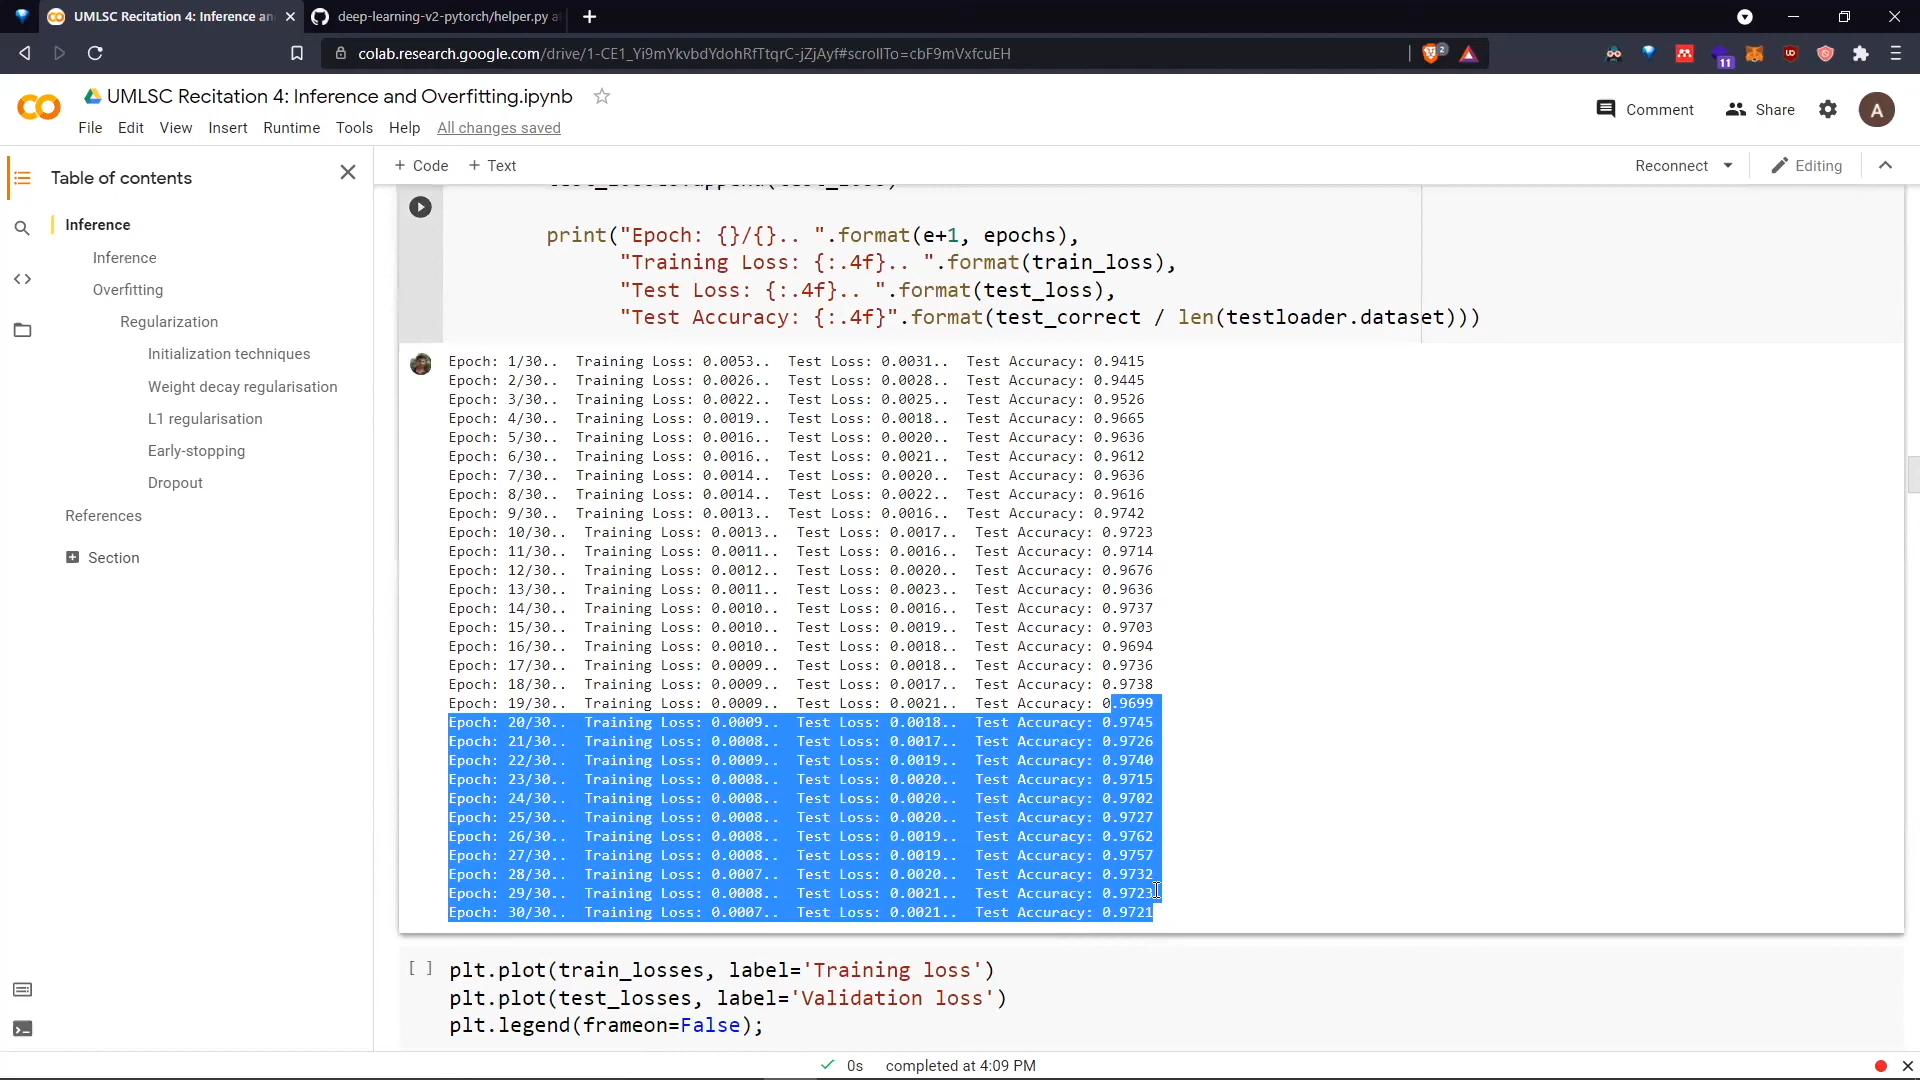 UMLSC Recitation 4: Inference an
deep-learning-v2-pytorch/helper.py a
colab.research.google.com/drive/1-CE1_Yi9mYkvbdYdohRfTtqrC-jZjAyf#scrollTo=cbF9mVxfcuEH
2
11
UMLSC Recitation 4: Inference and Overfitting.ipynb
Comment
Share
A
File Edit View Insert Runtime Tools Help All changes saved
Table of contents
+ Code + Text
Reconnect
Editing
Inference
Inference
Overfitting
Regularization
Initialization techniques
Weight decay regularisation
L1 regularisation
Early-stopping
Dropout
References
Section
print("Epoch: {}/{}.. ".format(e+1, epochs),
"Training Loss: {:.4f}.. ".format(train_loss),
"Test Loss: {:.4f}.. ".format(test_loss),
"Test Accuracy: {:.4f}".format(test_correct / len(testloader.dataset)))
Epoch: 1/30.. Training Loss: 0.0053.. Test Loss: 0.0031.. Test Accuracy: 0.9415
Epoch: 2/30.. Training Loss: 0.0026.. Test Loss: 0.0028.. Test Accuracy: 0.9445
Epoch: 3/30.. Training Loss: 0.0022.. Test Loss: 0.0025.. Test Accuracy: 0.9526
Epoch: 4/30.. Training Loss: 0.0019.. Test Loss: 0.0018.. Test Accuracy: 0.9665
Epoch: 5/30.. Training Loss: 0.0016.. Test Loss: 0.0020.. Test Accuracy: 0.9636
Epoch: 6/30.. Training Loss: 0.0016.. Test Loss: 0.0021.. Test Accuracy: 0.9612
Epoch: 7/30.. Training Loss: 0.0014.. Test Loss: 0.0020.. Test Accuracy: 0.9636
Epoch: 8/30.. Training Loss: 0.0014.. Test Loss: 0.0022.. Test Accuracy: 0.9616
Epoch: 9/30.. Training Loss: 0.0013.. Test Loss: 0.0016.. Test Accuracy: 0.9742
Epoch: 10/30.. Training Loss: 0.0013.. Test Loss: 0.0017.. Test Accuracy: 0.9723
Epoch: 11/30.. Training Loss: 0.0011.. Test Loss: 0.0016.. Test Accuracy: 0.9714
Epoch: 12/30.. Training Loss: 0.0012.. Test Loss: 0.0020.. Test Accuracy: 0.9676
Epoch: 13/30.. Training Loss: 0.0011.. Test Loss: 0.0023.. Test Accuracy: 0.9636
Epoch: 14/30.. Training Loss: 0.0010.. Test Loss: 0.0016.. Test Accuracy: 0.9737
Epoch: 15/30.. Training Loss: 0.0010.. Test Loss: 0.0019.. Test Accuracy: 0.9703
Epoch: 16/30.. Training Loss: 0.0010.. Test Loss: 0.0018.. Test Accuracy: 0.9694
Epoch: 17/30.. Training Loss: 0.0009.. Test Loss: 0.0018.. Test Accuracy: 0.9736
Epoch: 18/30.. Training Loss: 0.0009.. Test Loss: 0.0017.. Test Accuracy: 0.9738
Epoch: 19/30.. Training Loss: 0.0009.. Test Loss: 0.0021.. Test Accuracy: 0.9699
Epoch: 20/30.. Training Loss: 0.0009.. Test Loss: 0.0018.. Test Accuracy: 0.9745
Epoch: 21/30.. Training Loss: 0.0008.. Test Loss: 0.0017.. Test Accuracy: 0.9726
Epoch: 22/30.. Training Loss: 0.0009.. Test Loss: 0.0019.. Test Accuracy: 0.9740
Epoch: 23/30.. Training Loss: 0.0008.. Test Loss: 0.0020.. Test Accuracy: 0.9715
Epoch: 24/30.. Training Loss: 0.0008.. Test Loss: 0.0020.. Test Accuracy: 0.9702
Epoch: 25/30.. Training Loss: 0.0008.. Test Loss: 0.0020.. Test Accuracy: 0.9727
Epoch: 26/30.. Training Loss: 0.0008.. Test Loss: 0.0019.. Test Accuracy: 0.9762
Epoch: 27/30.. Training Loss: 0.0008.. Test Loss: 0.0019.. Test Accuracy: 0.9757
Epoch: 28/30.. Training Loss: 0.0007.. Test Loss: 0.0020.. Test Accuracy: 0.9732
Epoch: 29/30.. Training Loss: 0.0008.. Test Loss: 0.0021.. Test Accuracy: 0.9723
Epoch: 30/30.. Training Loss: 0.0007.. Test Loss: 0.0021.. Test Accuracy: 0.9721
[ ] plt.plot(train_losses, label='Training loss')
plt.plot(test_losses, label='Validation loss')
plt.legend(frameon=False);
0s completed at 4:09 PM